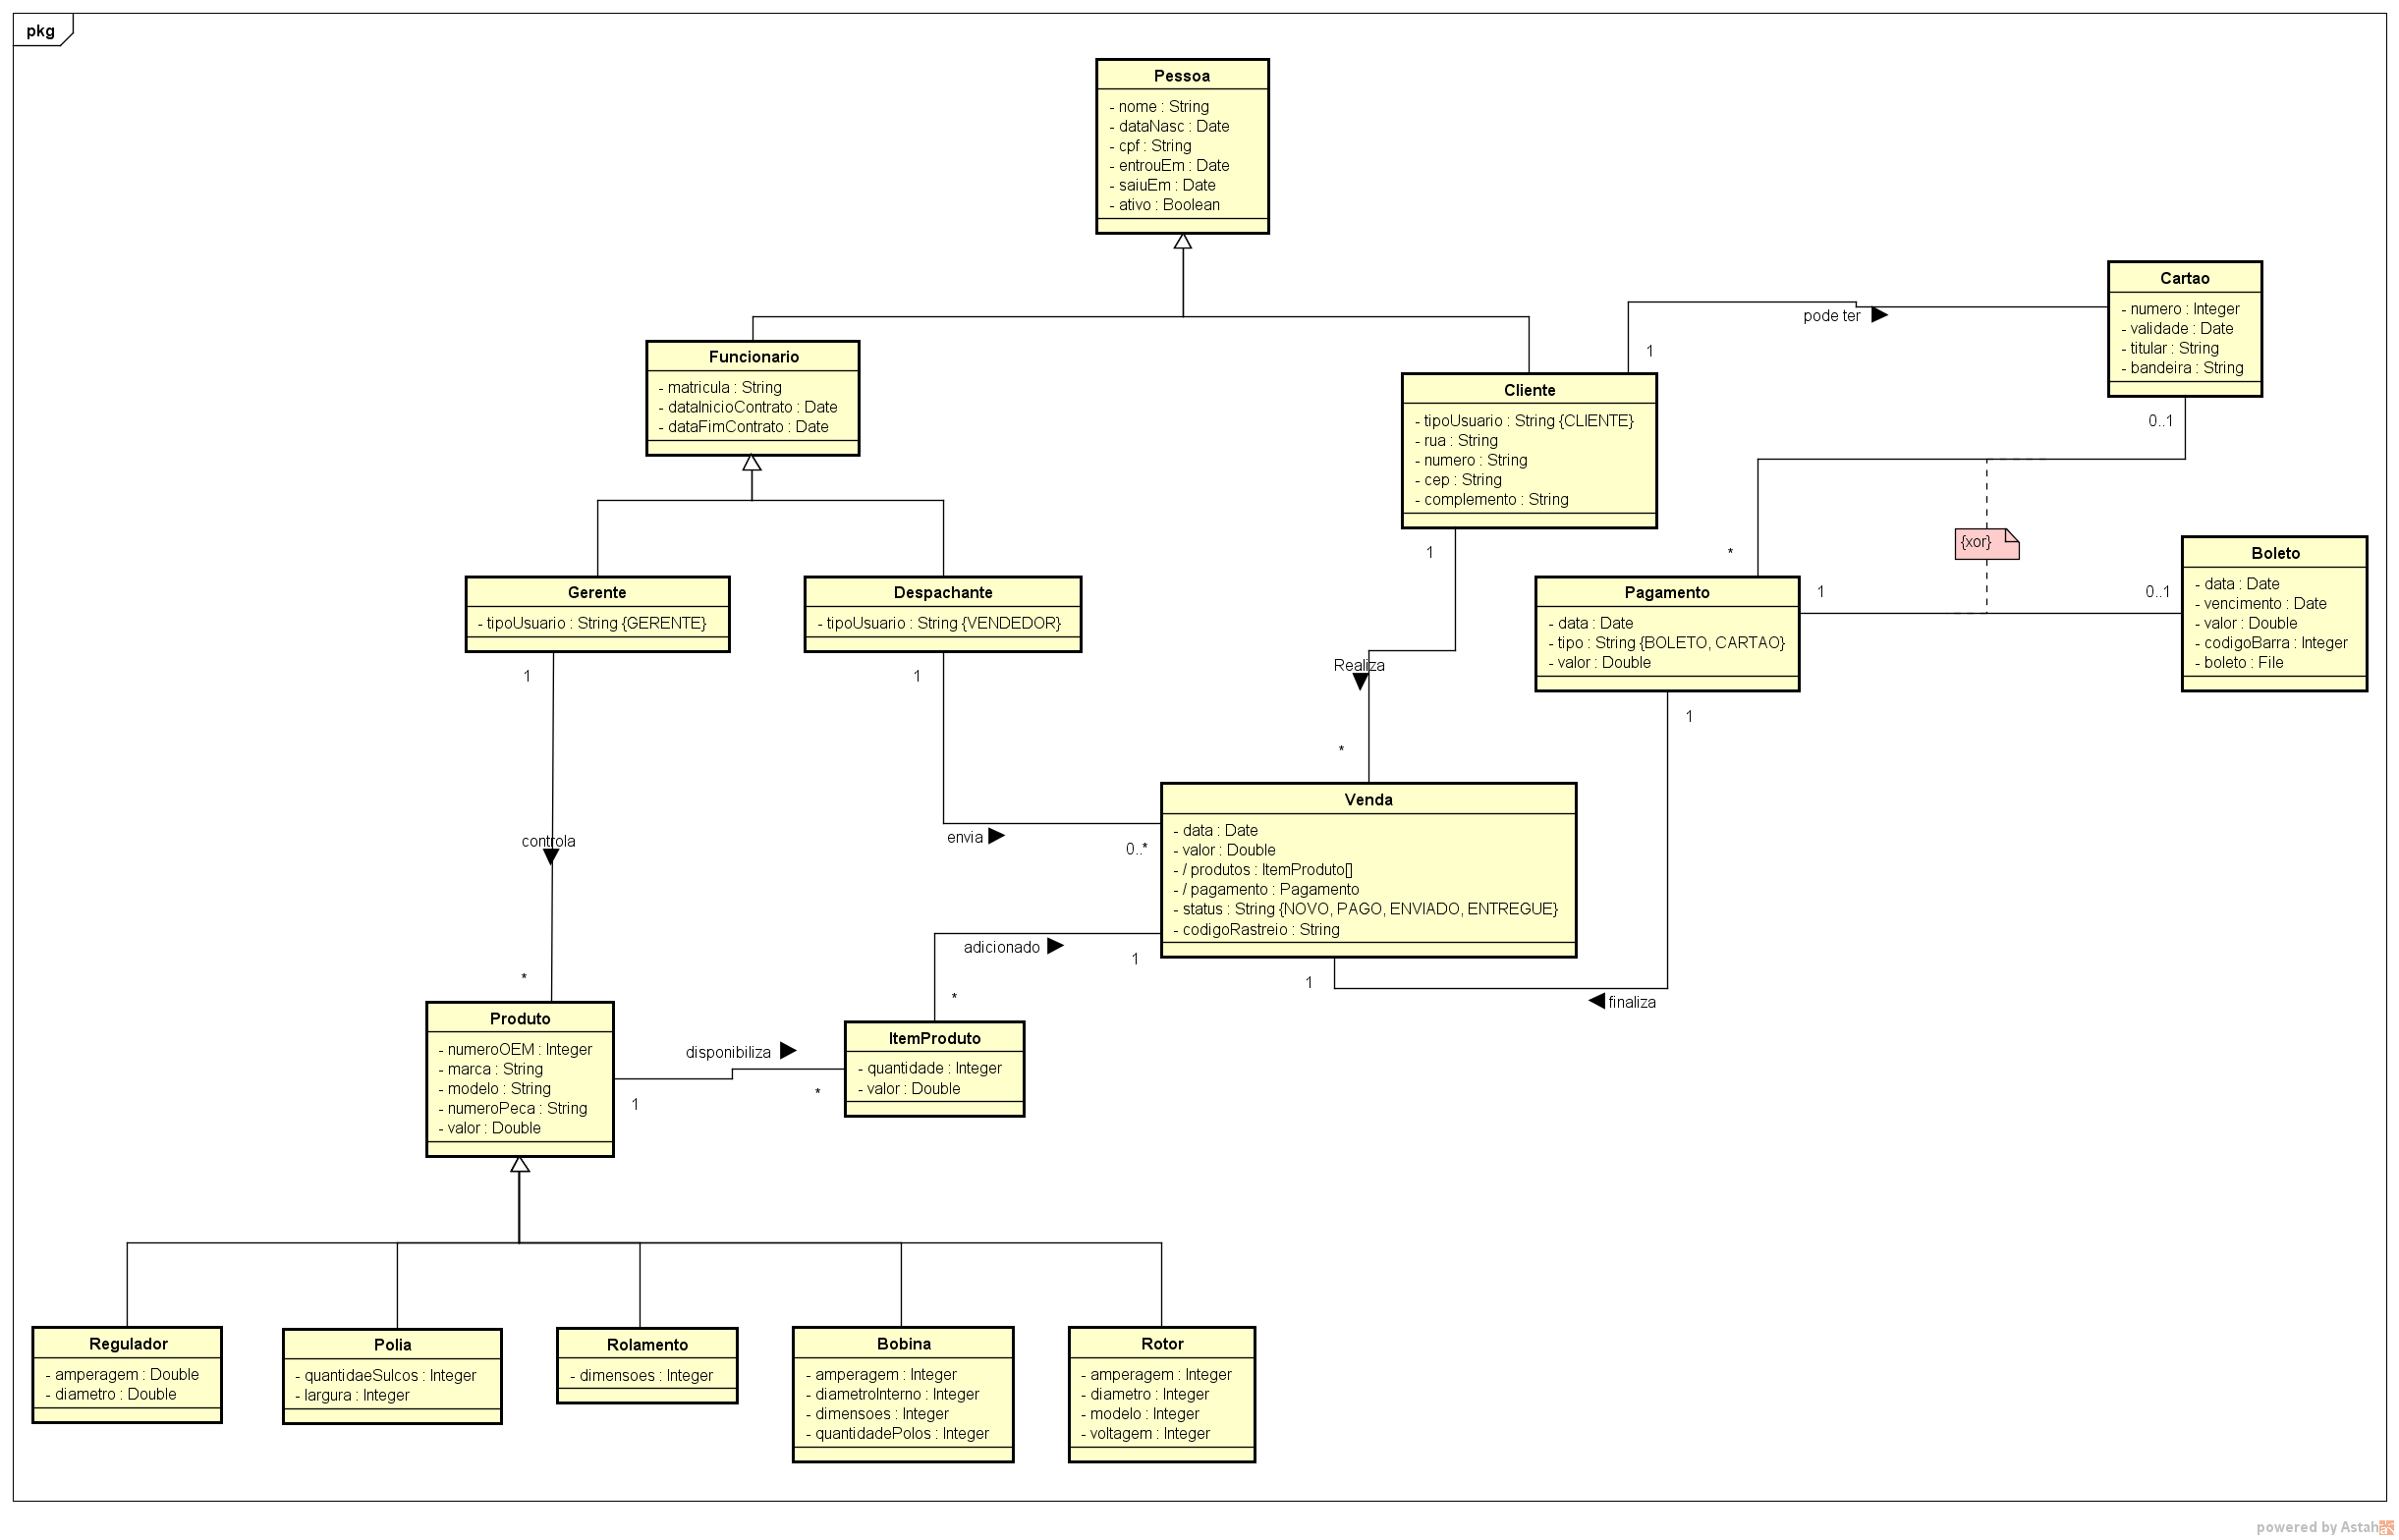 pkg
Pessoa
- nome : String
- dataNasc : Date
- cpf : String
- entrouEm : Date
- saiuEm : Date
- ativo : Boolean
Cartao
- numero : Integer
- validade : Date
- titular : String
- bandeira : String
pode ter
1
0..1
Funcionario
- matricula : String
- dataInicioContrato : Date
- dataFimContrato : Date
Cliente
- tipoUsuario : String {CLIENTE}
- rua : String
- numero : String
- cep : String
- complemento : String
1
*
{xor}
Gerente
- tipoUsuario : String {GERENTE}
1
Despachante
- tipoUsuario : String {VENDEDOR}
1
Pagamento
- data : Date
- tipo : String {BOLETO, CARTAO}
- valor : Double
1
0..1
1
Boleto
- data : Date
- vencimento : Date
- valor : Double
- codigoBarra : Integer
- boleto : File
Realiza
*
controla
*
envia
0..*
Venda
- data : Date
- valor : Double
- / produtos : ItemProduto[]
- / pagamento : Pagamento
- status : String {NOVO, PAGO, ENVIADO, ENTREGUE}
- codigoRastreio : String
adicionado
1
*
1
finaliza
Produto
- numeroOEM : Integer
- marca : String
- modelo : String
- numeroPeca : String
- valor : Double
disponibiliza
1
*
ItemProduto
- quantidade : Integer
- valor : Double
Regulador
- amperagem : Double
- diametro : Double
Polia
- quantidaeSulcos : Integer
- largura : Integer
Rolamento
- dimensoes : Integer
Bobina
- amperagem : Integer
- diametroInterno : Integer
- dimensoes : Integer
- quantidadePolos : Integer
Rotor
- amperagem : Integer
- diametro : Integer
- modelo : Integer
- voltagem : Integer
powered by Astah